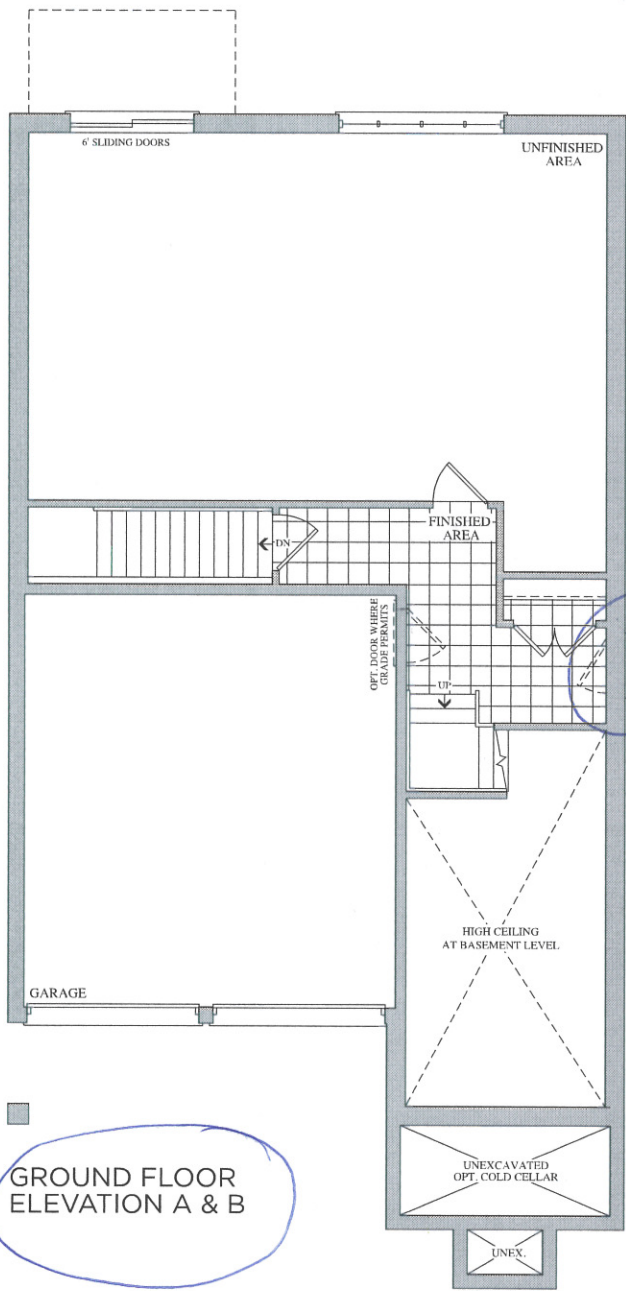 6' SLIDING DOORS
UNFINISHED
AREA
FINISHED
AREA
DN
OPT. DOOR WHERE
GRADE PERMITS
UP
HIGH CEILING
AT BASEMENT LEVEL
GARAGE
UNEXCAVATED
OPT. COLD CELLAR
GROUND FLOOR
ELEVATION A & B
UNEX.